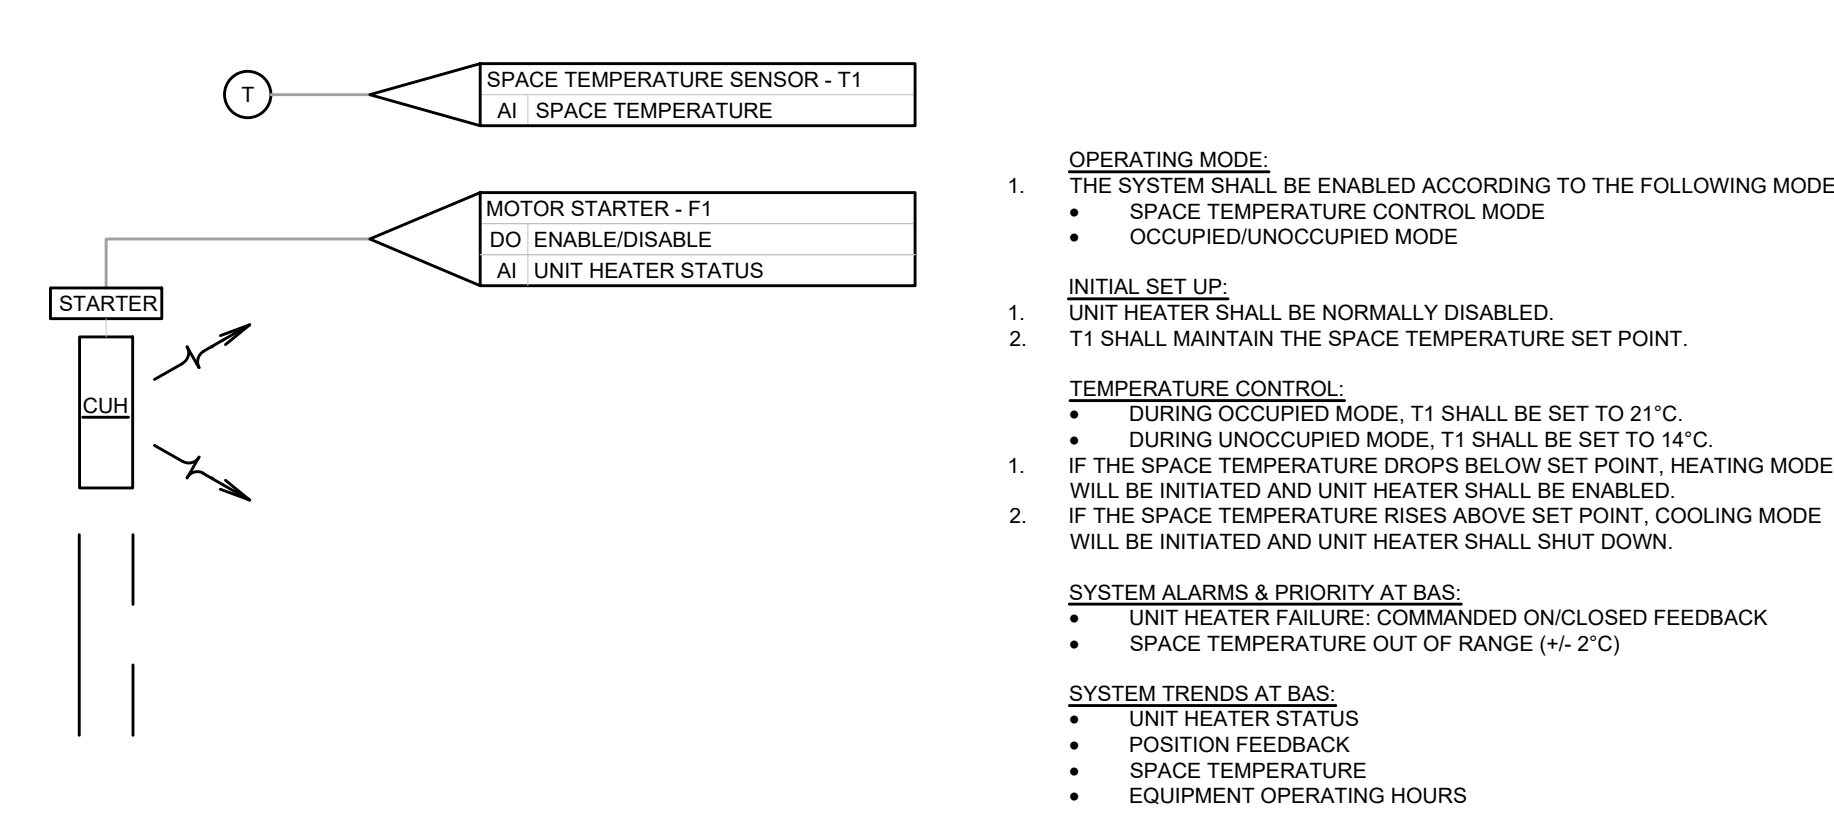 T
SPACE TEMPERATURE SENSOR - T1
AI SPACE TEMPERATURE
MOTOR STARTER - F1
DO ENABLE/DISABLE
AI UNIT HEATER STATUS
STARTER
CUH
OPERATING MODE:
1. THE SYSTEM SHALL BE ENABLED ACCORDING TO THE FOLLOWING MODE
• SPACE TEMPERATURE CONTROL MODE
• OCCUPIED/UNOCCUPIED MODE
INITIAL SET UP:
1. UNIT HEATER SHALL BE NORMALLY DISABLED.
2. T1 SHALL MAINTAIN THE SPACE TEMPERATURE SET POINT.
TEMPERATURE CONTROL:
• DURING OCCUPIED MODE, T1 SHALL BE SET TO 21°C.
• DURING UNOCCUPIED MODE, T1 SHALL BE SET TO 14°C.
1. IF THE SPACE TEMPERATURE DROPS BELOW SET POINT, HEATING MODE
WILL BE INITIATED AND UNIT HEATER SHALL BE ENABLED.
2. IF THE SPACE TEMPERATURE RISES ABOVE SET POINT, COOLING MODE
WILL BE INITIATED AND UNIT HEATER SHALL SHUT DOWN.
SYSTEM ALARMS & PRIORITY AT BAS:
• UNIT HEATER FAILURE: COMMANDED ON/CLOSED FEEDBACK
• SPACE TEMPERATURE OUT OF RANGE (+/- 2°C)
SYSTEM TRENDS AT BAS:
• UNIT HEATER STATUS
• POSITION FEEDBACK
• SPACE TEMPERATURE
• EQUIPMENT OPERATING HOURS